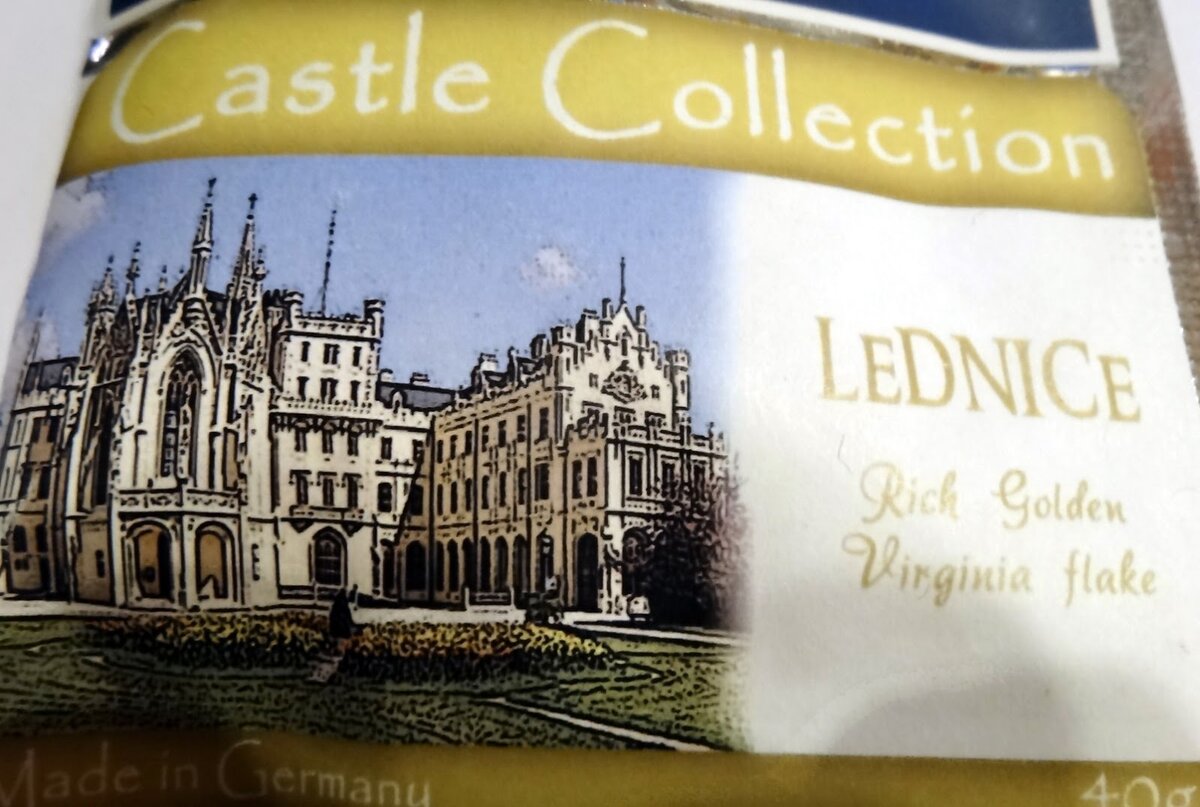 Castle Collection
LEDNICE
Rich Golden
Virginia flake
Made in Germany
40g